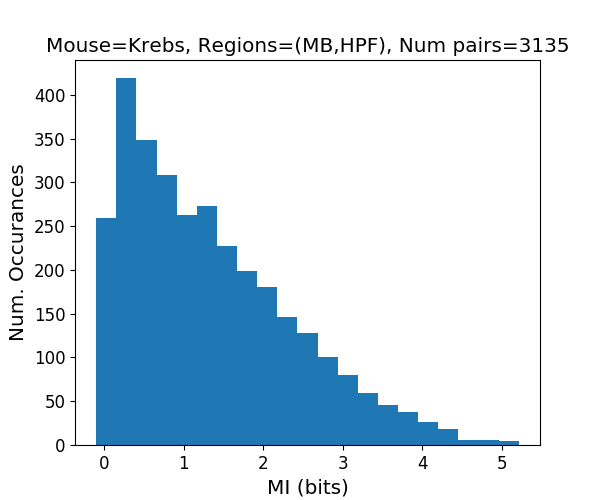 Mouse=Krebs, Regions=(MB,HPF), Num pairs=3135
Num. Occurances
400
350
300
250
200
150
100
50
0
0 1 2 3 4 5
MI (bits)